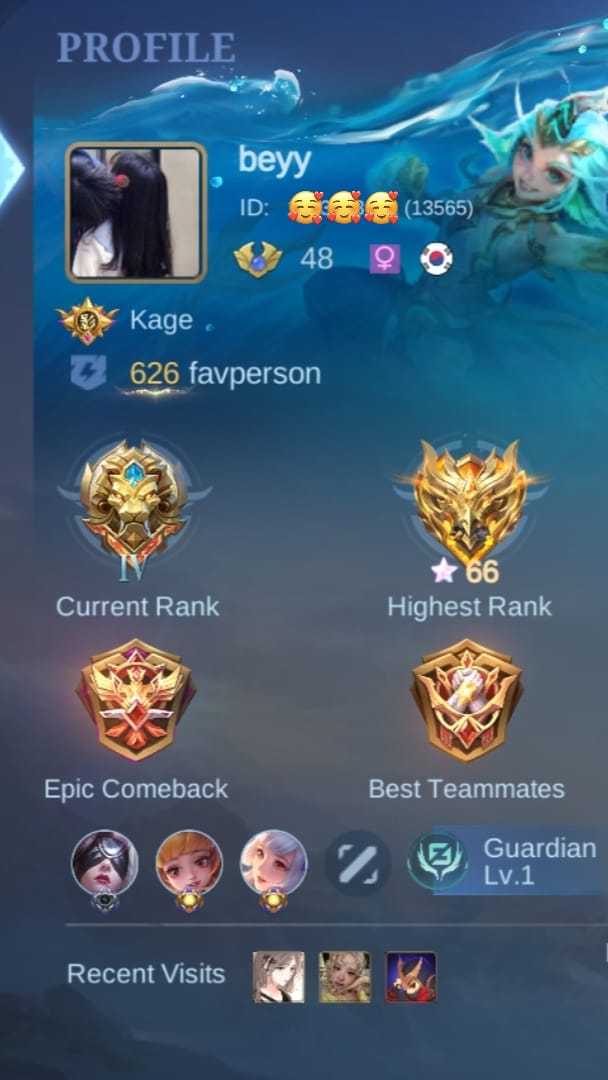 PROFILE
beyy
ID: (13565)
48
Kage
626 favperson
IV
66
Current Rank
Highest Rank
Epic Comeback
Best Teammates
Guardian
Lv.1
Recent Visits